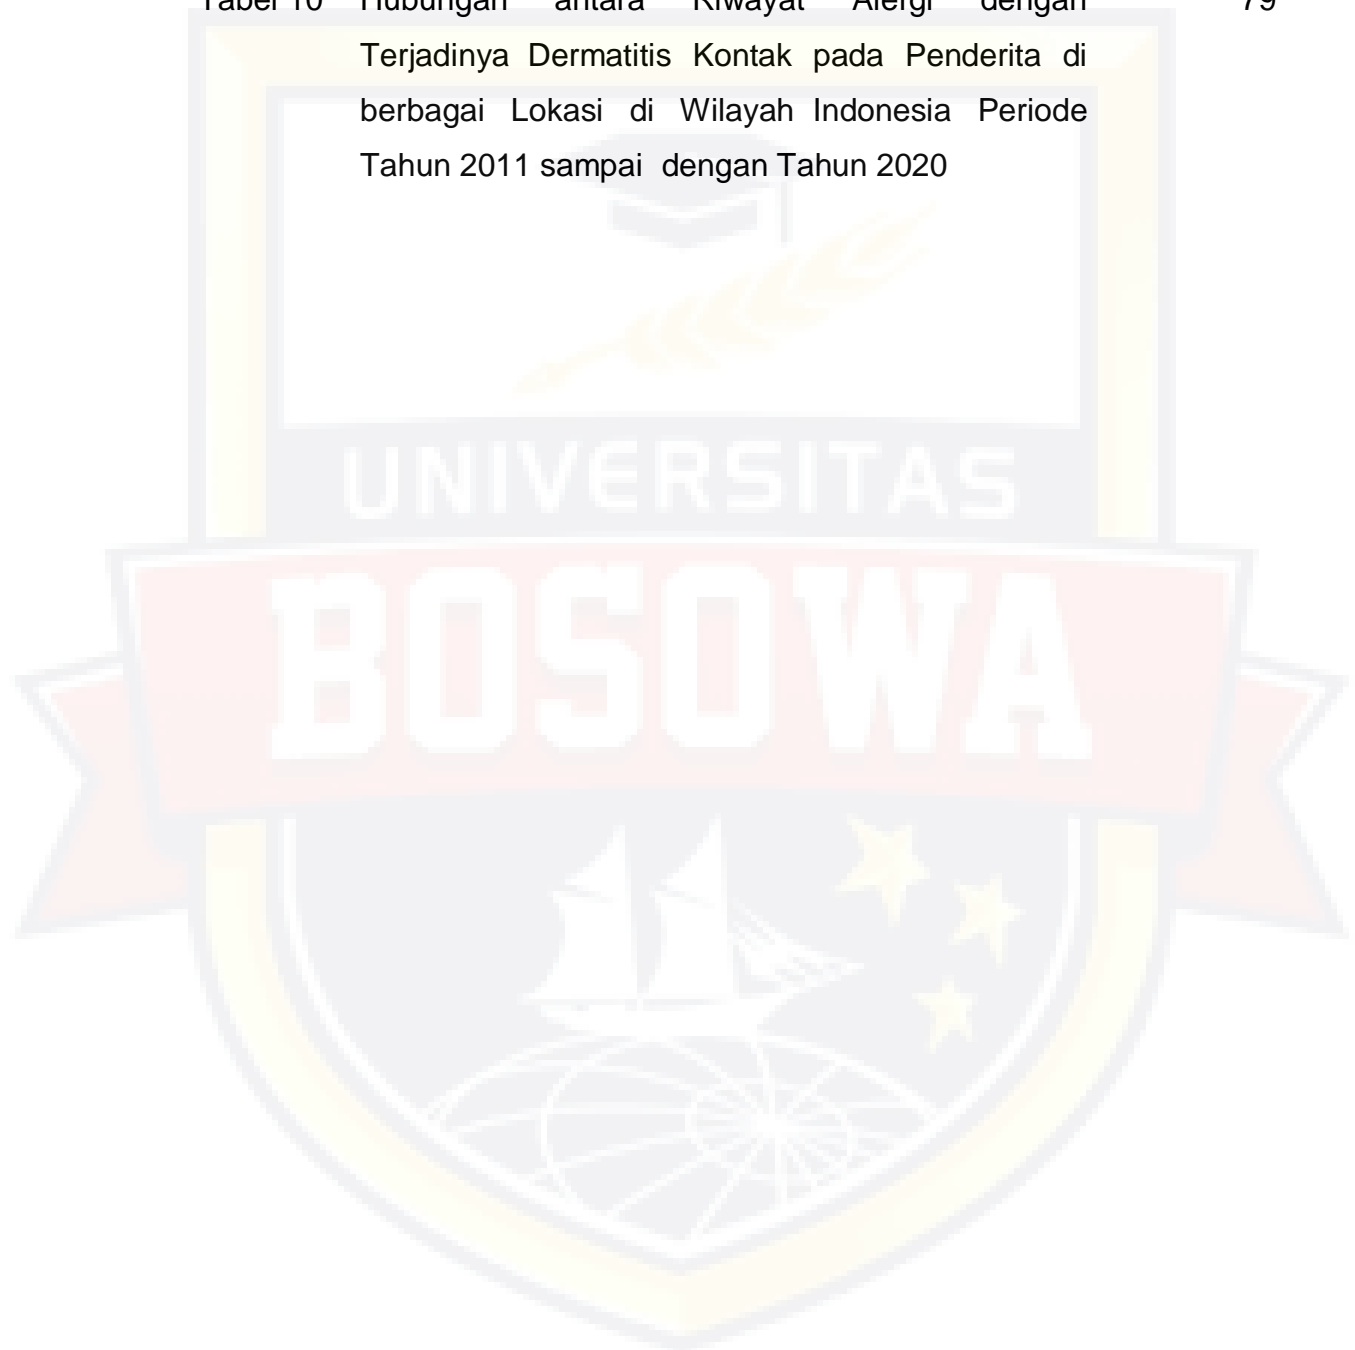 Tabel 10 Hubungan antara Riwayat Alergi dengan 79
Terjadinya Dermatitis Kontak pada Penderita di
berbagai Lokasi di Wilayah Indonesia Periode
Tahun 2011 sampai dengan Tahun 2020
UNIVERSITAS
BOSOWA